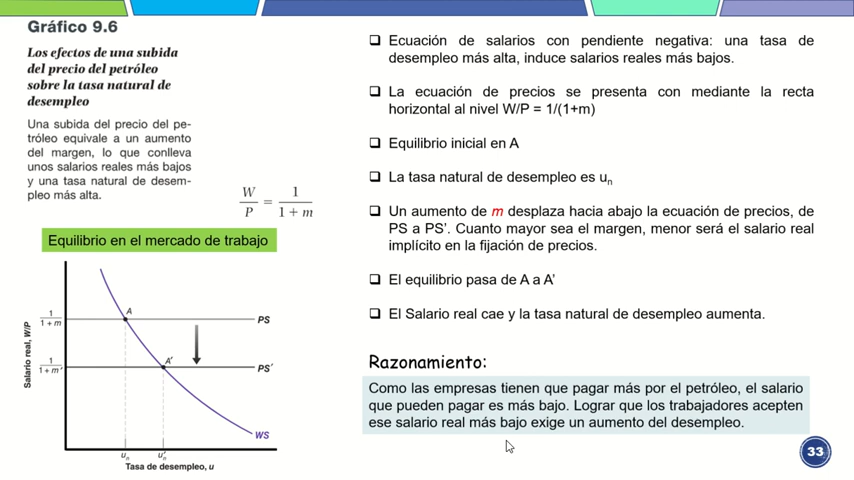 Gráfico 9.6
Los efectos de una subida
del precio del petróleo
sobre la tasa natural de
desempleo
Una subida del precio del pe-
tróleo equivale a un aumento
del margen, lo que conlleva
unos salarios reales más bajos
y una tasa natural de desem-
pleo más alta.
W/P = 1/(1 + m)
Equilibrio en el mercado de trabajo
Salario real, W/P
1/(1 + m)
A
PS
1/(1 + m')
A'
PS'
WS
uₙ
u'ₙ
Tasa de desempleo, u
❑ Ecuación de salarios con pendiente negativa: una tasa de
desempleo más alta, induce salarios reales más bajos.
❑ La ecuación de precios se presenta con mediante la recta
horizontal al nivel W/P = 1/(1+m)
❑ Equilibrio inicial en A
❑ La tasa natural de desempleo es uₙ
❑ Un aumento de m desplaza hacia abajo la ecuación de precios, de
PS a PS'. Cuanto mayor sea el margen, menor será el salario real
implícito en la fijación de precios.
❑ El equilibrio pasa de A a A'
❑ El Salario real cae y la tasa natural de desempleo aumenta.
Razonamiento:
Como las empresas tienen que pagar más por el petróleo, el salario
que pueden pagar es más bajo. Lograr que los trabajadores acepten
ese salario real más bajo exige un aumento del desempleo.
33